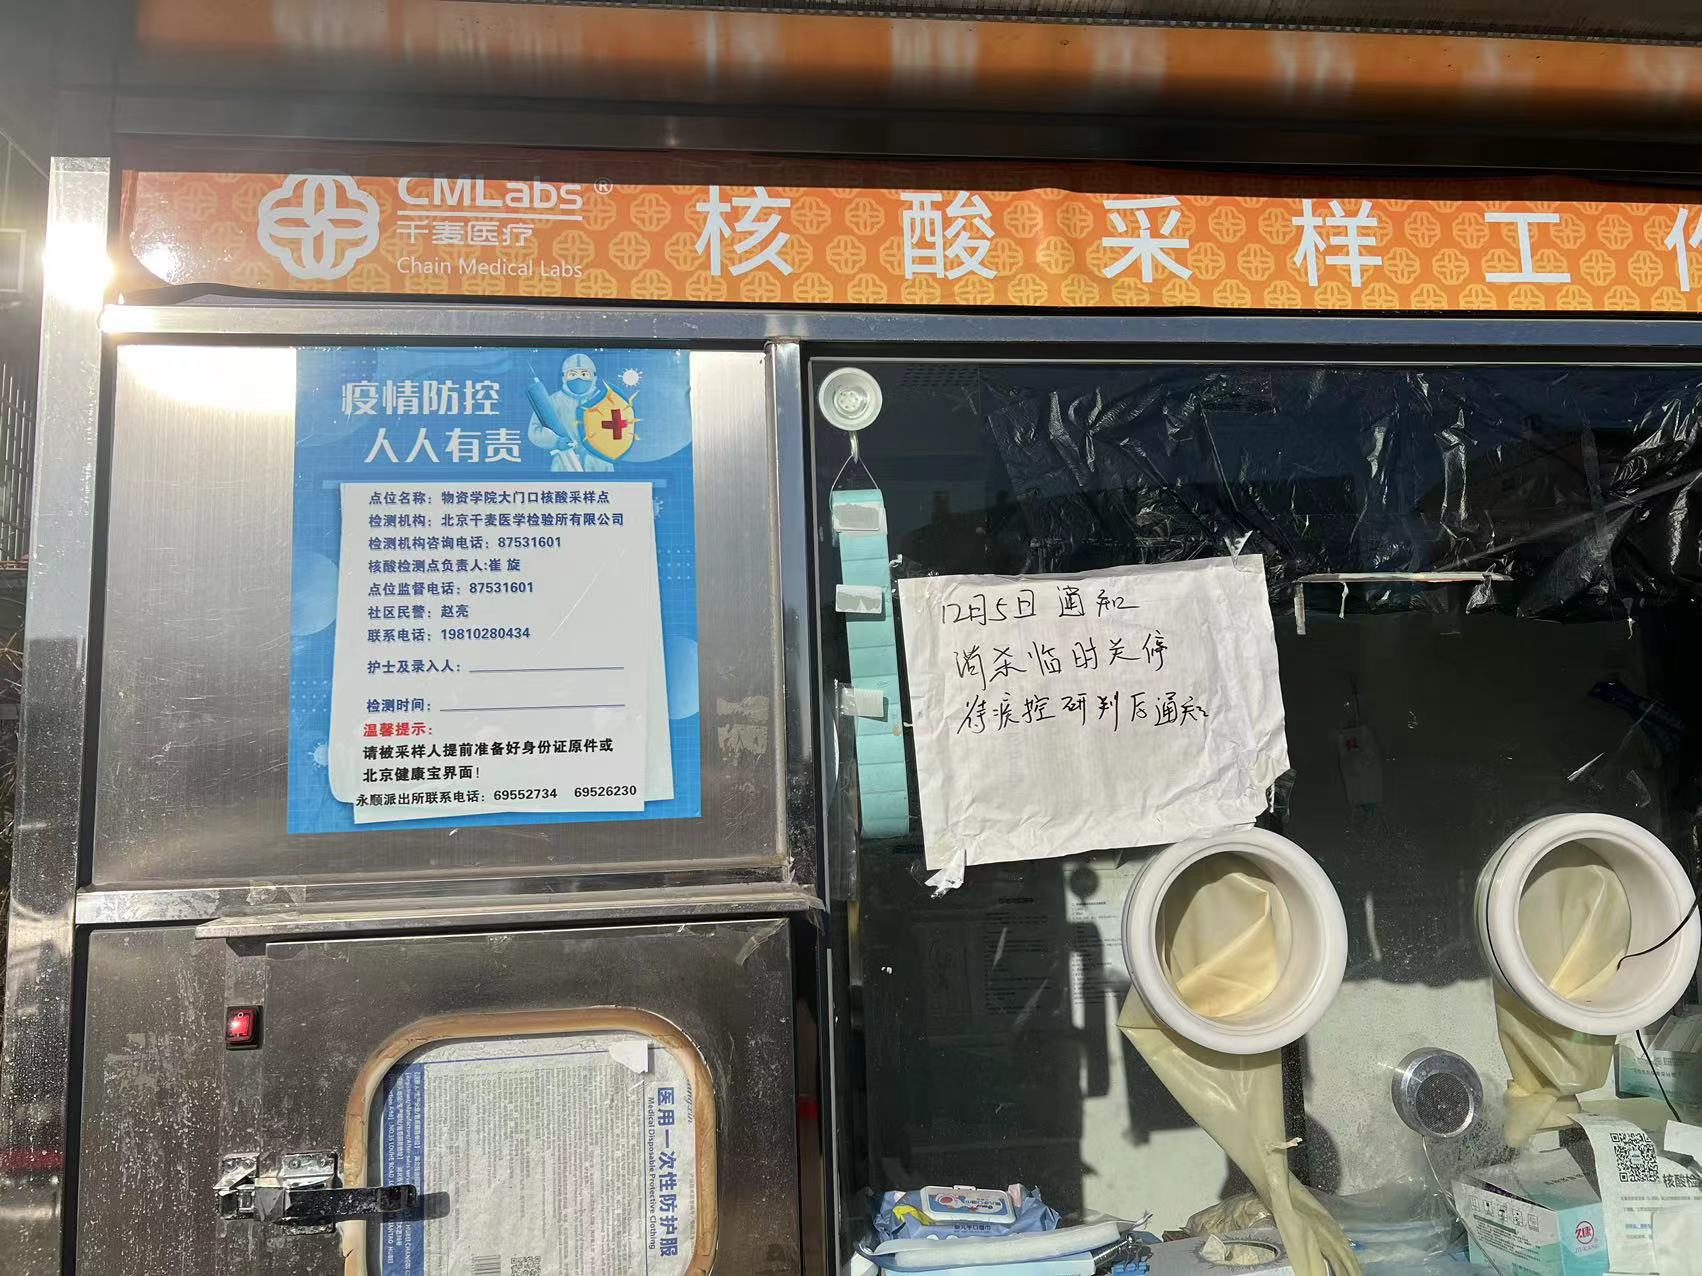 CMLabs®
千麦医疗
Chain Medical Labs
核酸采样工作
疫情防控
人人有责
点位名称：物资学院大门口核酸采样点
检测机构：北京千麦医学检验所有限公司
检测机构咨询电话：87531601
核酸检测点负责人:崔 旋
点位监督电话：87531601
社区民警：赵亮
联系电话：19810280434
护士及录入人：
检测时间：
温馨提示：
请被采样人提前准备好身份证原件或
北京健康宝界面！
永顺派出所联系电话：69552734 69526230
12月5日通知
消杀临时关停
待疾控研判后通知
医用一次性防护服
Medical Disposable Protective Clothing
核酸检